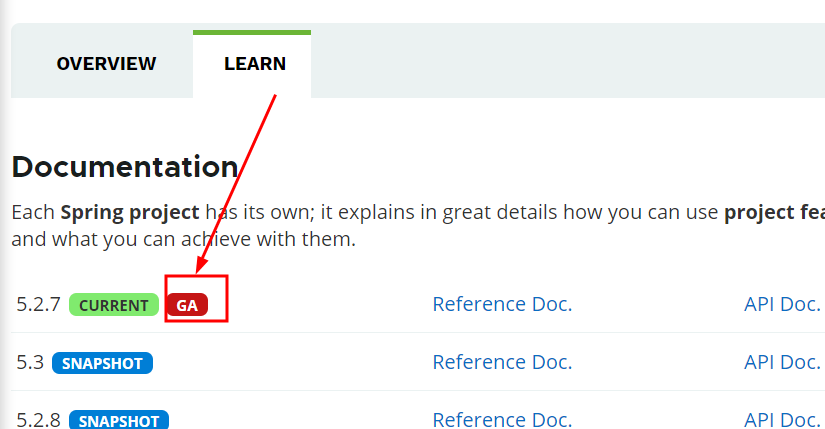 OVERVIEW LEARN
Documentation
Each Spring project has its own; it explains in great details how you can use project fea
and what you can achieve with them.
5.2.7 CURRENT GA Reference Doc. API Doc.
5.3 SNAPSHOT Reference Doc. API Doc.
5.2.8 SNAPSHOT Reference Doc. API Doc.